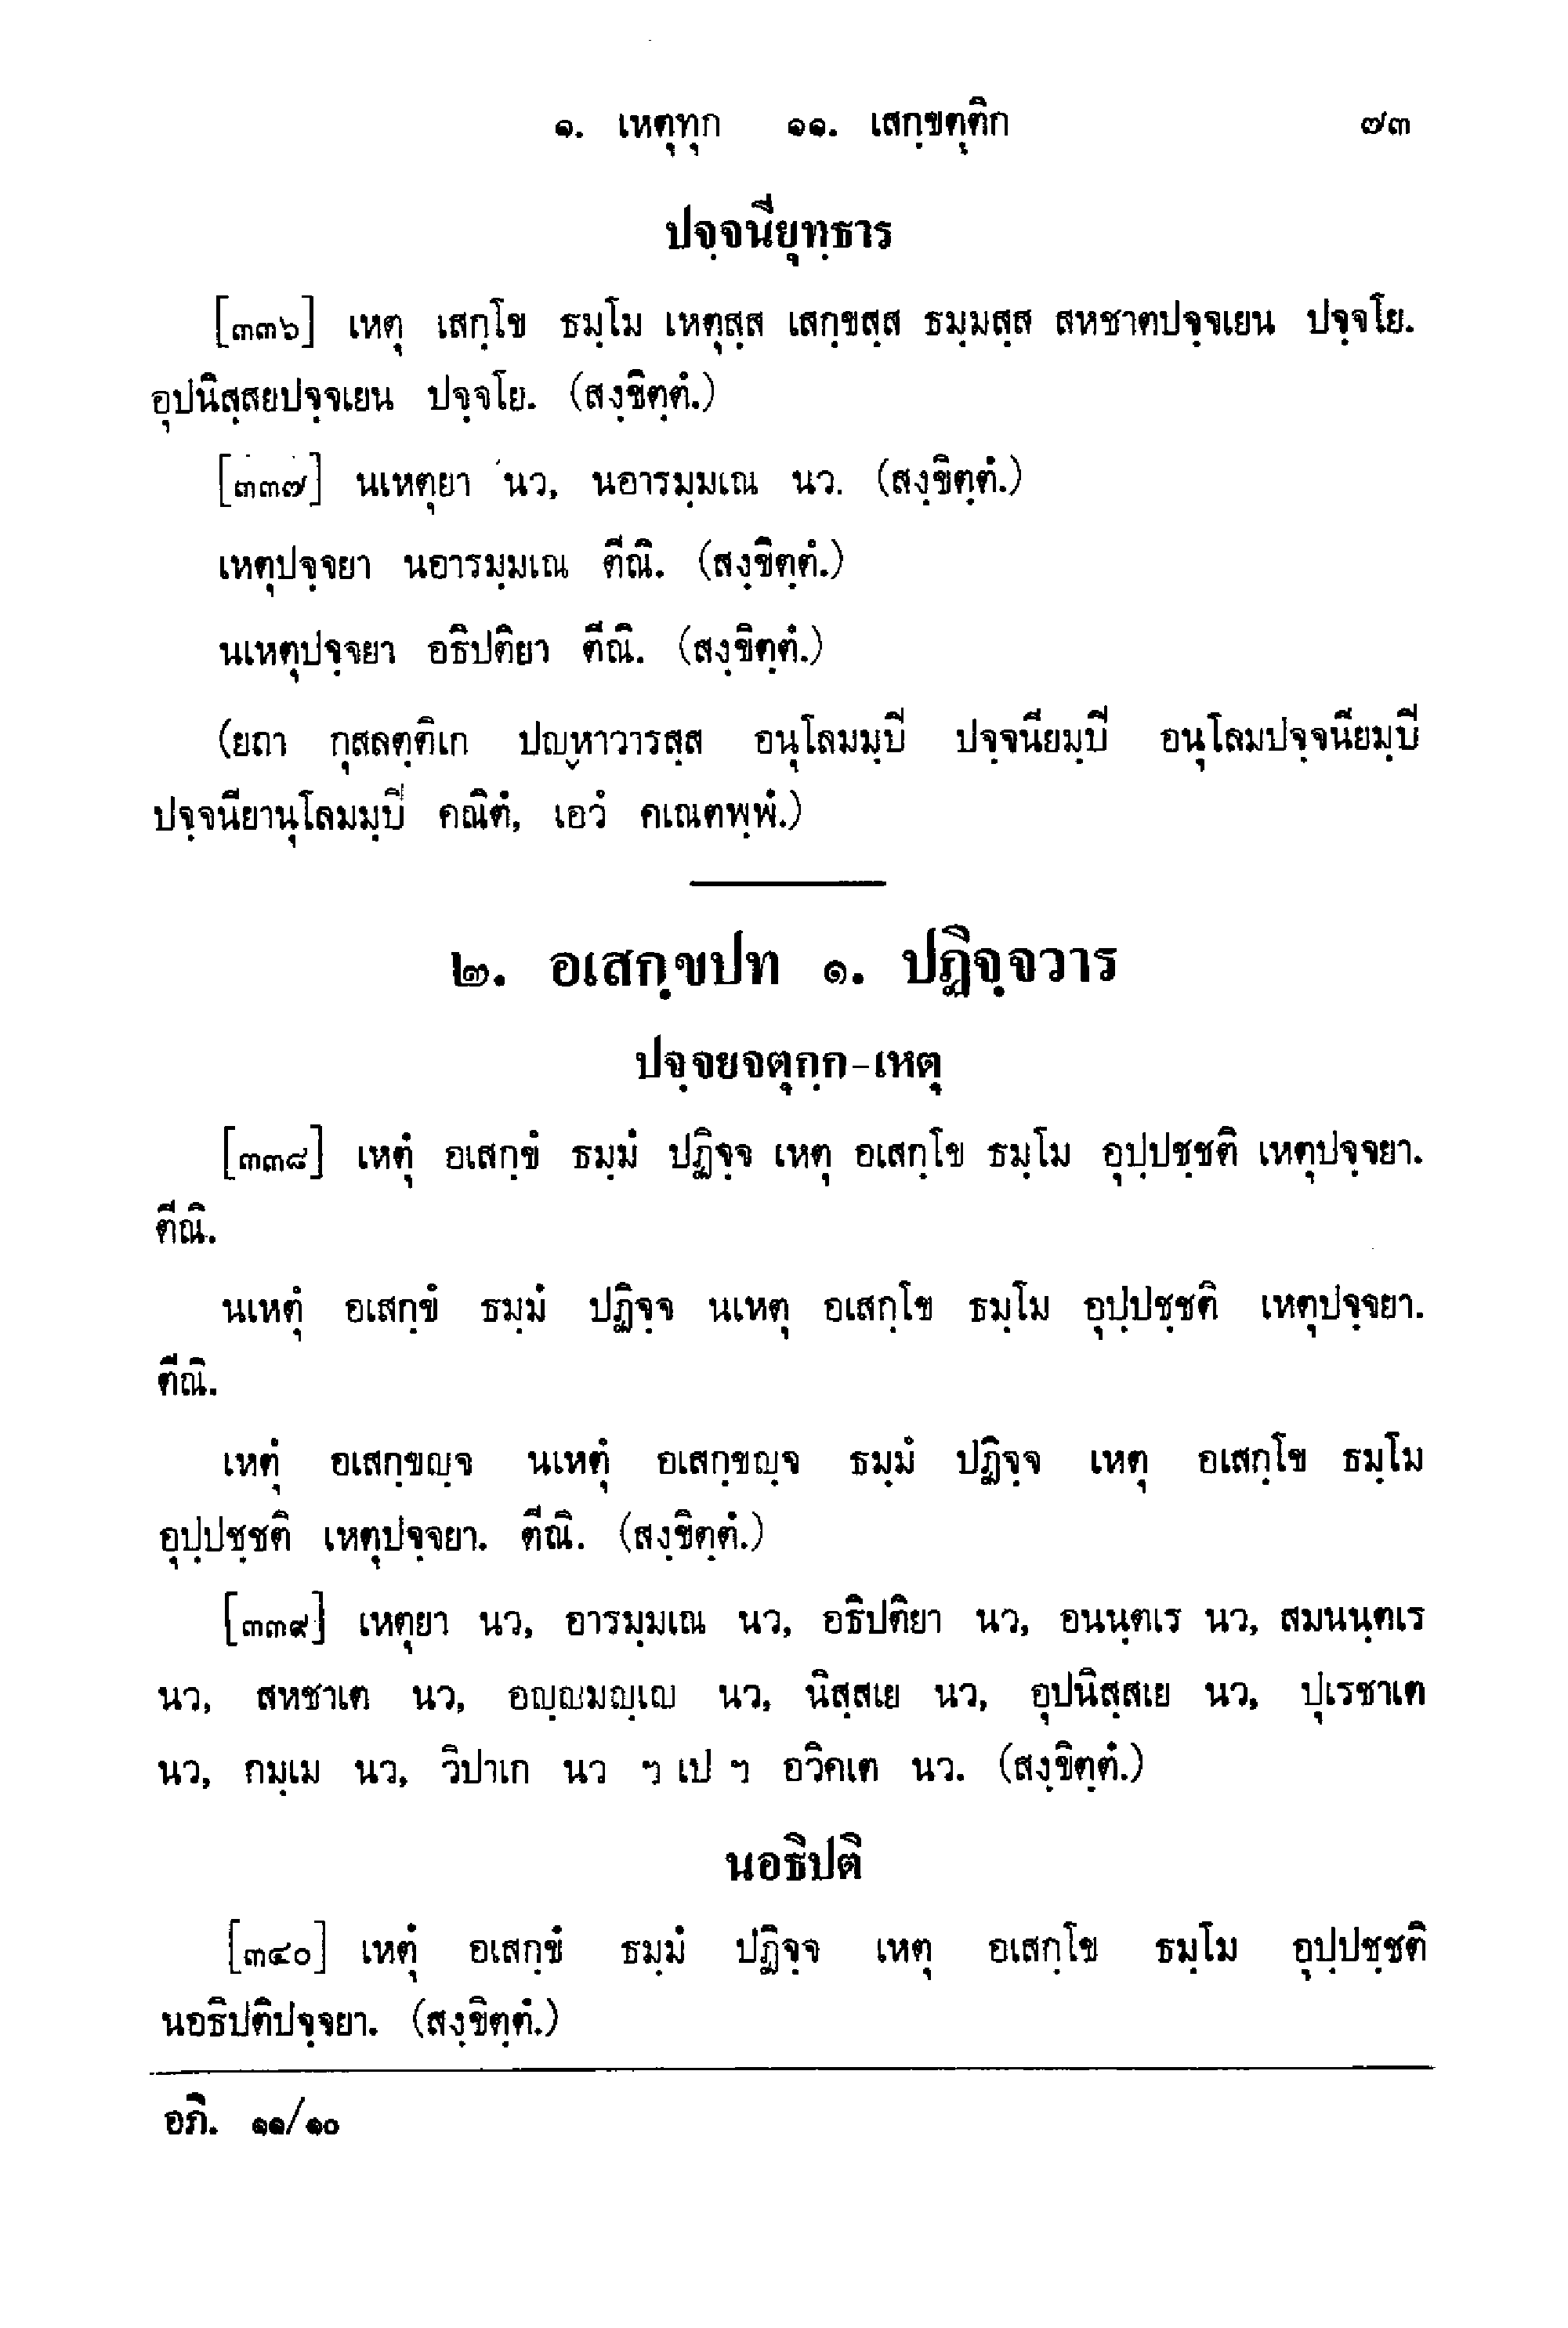 ๑. เหตุทุก ๑๑. เสกฺขตฺติก ๗๓
ปจฺจนียุทฺธาร
[๓๓๖] เหตุ เสกฺโข ธมฺโม เหตุสฺส เสกฺขสฺส ธมฺมสฺส สหชาตปจฺจเยน ปจฺจโย.
อุปนิสฺสยปจฺจเยน ปจฺจโย. (สงฺขิตฺตํ.)
[๓๓๗] นเหตุยา นว, นอารมฺมเณ นว. (สงฺขิตฺตํ.)
เหตุปจฺจยา นอารมฺมเณ ตีณิ. (สงฺขิตฺตํ.)
นเหตุปจฺจยา อธิปติยา ตีณิ. (สงฺขิตฺตํ.)
(ยถา กุสลตฺติเก ปญฺหาวารสฺส อนุโลมมฺปิ ปจฺจนียมฺปิ อนุโลมปจฺจนียมฺปิ
ปจฺจนียานุโลมมฺปิ คณิตํ, เอวํ คเณตพฺพํ.)
๒. อเสกฺขปท ๑. ปฏิจฺจวาร
ปจฺจยจตุกฺก-เหตุ
[๓๓๘] เหตุํ อเสกฺขํ ธมฺมํ ปฏิจฺจ เหตุ อเสกฺโข ธมฺโม อุปฺปชฺชติ เหตุปจฺจยา.
ตีณิ.
นเหตุํ อเสกฺขํ ธมฺมํ ปฏิจฺจ นเหตุ อเสกฺโข ธมฺโม อุปฺปชฺชติ เหตุปจฺจยา.
ตีณิ.
เหตุํ อเสกฺขญฺจ นเหตุํ อเสกฺขญฺจ ธมฺมํ ปฏิจฺจ เหตุ อเสกฺโข ธมฺโม
อุปฺปชฺชติ เหตุปจฺจยา. ตีณิ. (สงฺขิตฺตํ.)
[๓๓๙] เหตุยา นว, อารมฺมเณ นว, อธิปติยา นว, อนนฺตเร นว, สมนนฺตเร
นว, สหชาเต นว, อญฺญมญฺเญ นว, นิสฺสเย นว, อุปนิสฺสเย นว, ปุเรชาเต
นว, กมฺเม นว, วิปาเก นว ฯ เป ฯ อวิคเต นว. (สงฺขิตฺตํ.)
นอธิปติ
[๓๔๐] เหตุํ อเสกฺขํ ธมฺมํ ปฏิจฺจ เหตุ อเสกฺโข ธมฺโม อุปฺปชฺชติ
นอธิปติปจฺจยา. (สงฺขิตฺตํ.)
อภิ. ๑๑/๑๐